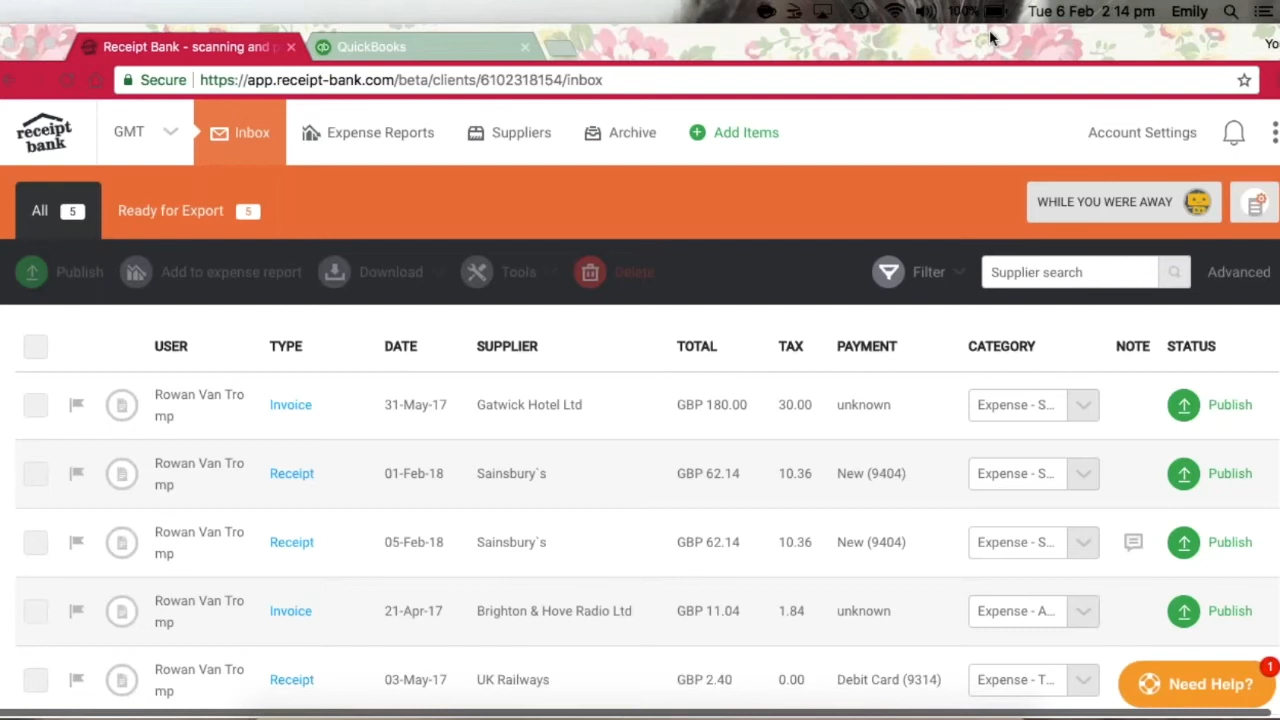 100% Tue 6 Feb 2:14 pm Emily
Receipt Bank - scanning and p QuickBooks Yo
Secure https://app.receipt-bank.com/beta/clients/6102318154/inbox
receipt bank GMT Inbox Expense Reports Suppliers Archive Add Items Account Settings
All 5 Ready for Export 5 WHILE YOU WERE AWAY
Publish Add to expense report Download Tools Delete Filter Supplier search Advanced
USER TYPE DATE SUPPLIER TOTAL TAX PAYMENT CATEGORY NOTE STATUS
Rowan Van Tro
mp Invoice 31-May-17 Gatwick Hotel Ltd GBP 180.00 30.00 unknown Expense - S... Publish
Rowan Van Tro
mp Receipt 01-Feb-18 Sainsbury`s GBP 62.14 10.36 New (9404) Expense - S... Publish
Rowan Van Tro
mp Receipt 05-Feb-18 Sainsbury`s GBP 62.14 10.36 New (9404) Expense - S... Publish
Rowan Van Tro
mp Invoice 21-Apr-17 Brighton & Hove Radio Ltd GBP 11.04 1.84 unknown Expense - A... Publish
Rowan Van Tro
mp Receipt 03-May-17 UK Railways GBP 2.40 0.00 Debit Card (9314) Expense - T...
Need Help? 1